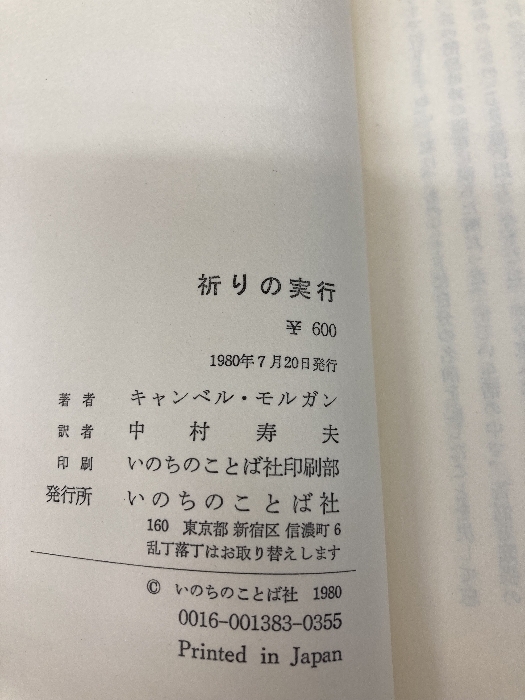 祈りの実行
¥ 600
1980年7月20日発行
著者 キャンベル・モルガン
訳者 中村寿夫
印刷 いのちのことば社印刷部
発行所 いのちのことば社
160 東京都 新宿区 信濃町 6
乱丁落丁はお取り替えします
© いのちのことば社 1980
0016-001383-0355
Printed in Japan